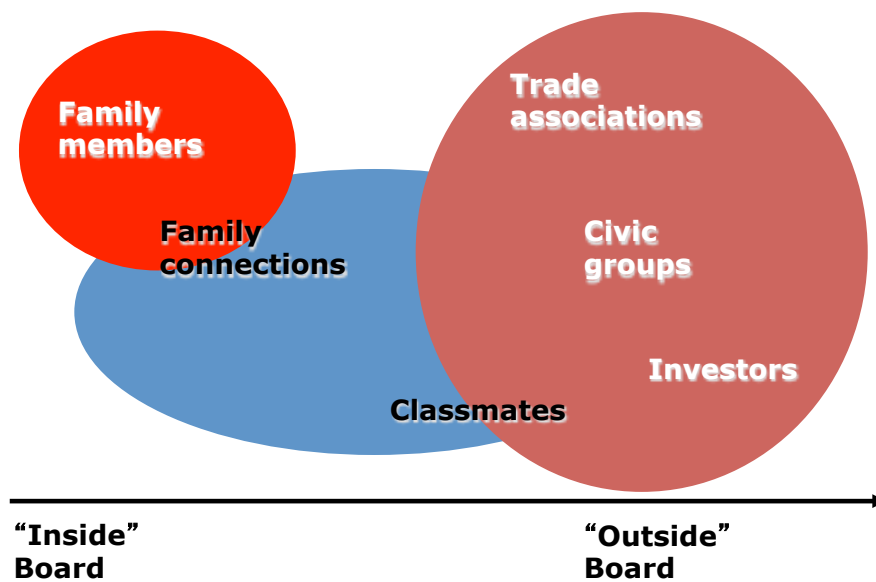 Family
members
Trade
associations
Family
connections
Civic
groups
Investors
Classmates
“Inside”
Board
“Outside”
Board